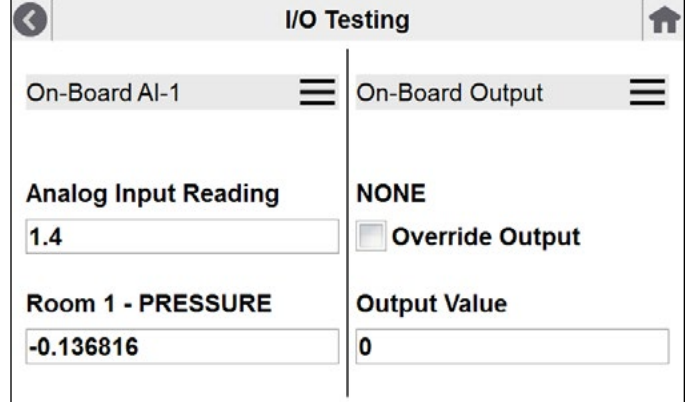 I/O Testing
On-Board AI-1
On-Board Output
Analog Input Reading
NONE
1.4
Override Output
Room 1 - PRESSURE
Output Value
-0.136816
0